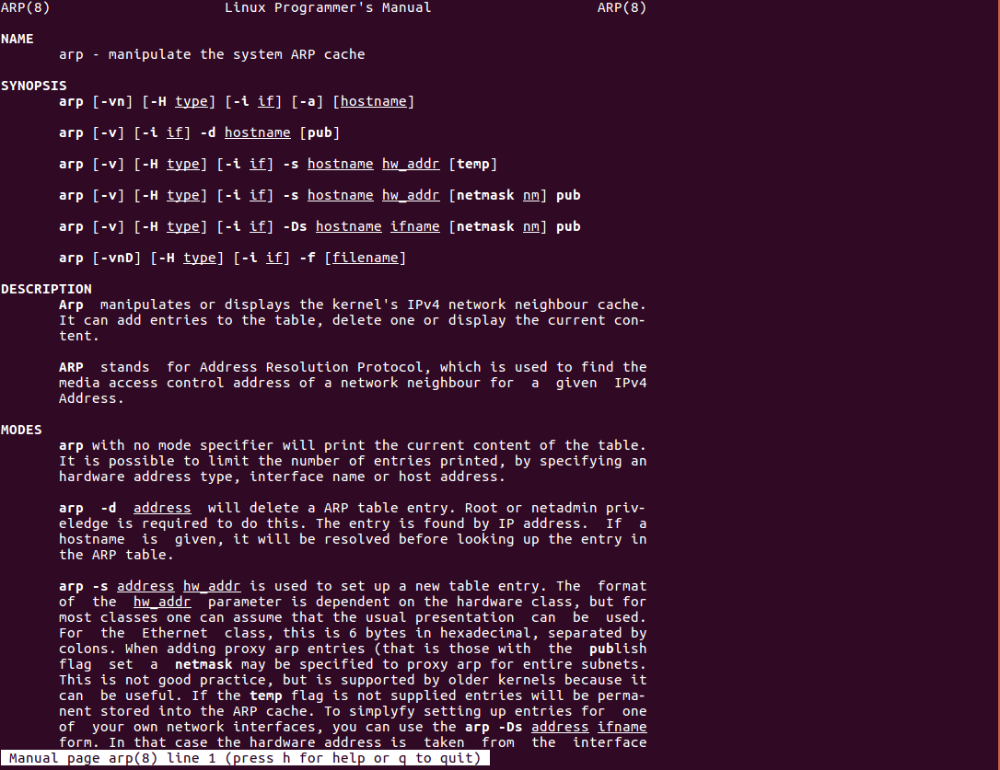 ARP(8) Linux Programmer's Manual ARP(8)
NAME
arp - manipulate the system ARP cache
SYNOPSIS
arp [-vn] [-H type] [-i if] [-a] [hostname]
arp [-v] [-i if] -d hostname [pub]
arp [-v] [-H type] [-i if] -s hostname hw_addr [temp]
arp [-v] [-H type] [-i if] -s hostname hw_addr [netmask nm] pub
arp [-v] [-H type] [-i if] -Ds hostname ifname [netmask nm] pub
arp [-vnD] [-H type] [-i if] -f [filename]
DESCRIPTION
Arp manipulates or displays the kernel's IPv4 network neighbour cache.
It can add entries to the table, delete one or display the current con-
tent.
ARP stands for Address Resolution Protocol, which is used to find the
media access control address of a network neighbour for a given IPv4
Address.
MODES
arp with no mode specifier will print the current content of the table.
It is possible to limit the number of entries printed, by specifying an
hardware address type, interface name or host address.
arp -d address will delete a ARP table entry. Root or netadmin priv-
eledge is required to do this. The entry is found by IP address. If a
hostname is given, it will be resolved before looking up the entry in
the ARP table.
arp -s address hw_addr is used to set up a new table entry. The format
of the hw_addr parameter is dependent on the hardware class, but for
most classes one can assume that the usual presentation can be used.
For the Ethernet class, this is 6 bytes in hexadecimal, separated by
colons. When adding proxy arp entries (that is those with the publish
flag set a netmask may be specified to proxy arp for entire subnets.
This is not good practice, but is supported by older kernels because it
can be useful. If the temp flag is not supplied entries will be perma-
nent stored into the ARP cache. To simplyfy setting up entries for one
of your own network interfaces, you can use the arp -Ds address ifname
form. In that case the hardware address is taken from the interface
Manual page arp(8) line 1 (press h for help or q to quit)